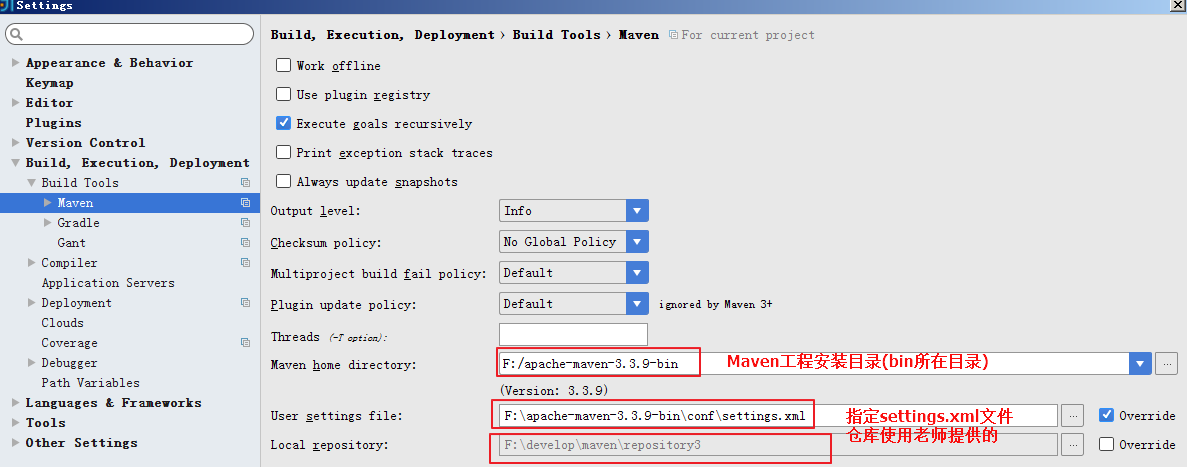 Settings
Build, Execution, Deployment › Build Tools › Maven For current project
Appearance & Behavior
Keymap
Editor
Plugins
Version Control
Build, Execution, Deployment
Build Tools
Maven
Gradle
Gant
Compiler
Application Servers
Deployment
Clouds
Coverage
Debugger
Path Variables
Languages & Frameworks
Tools
Other Settings
Work offline
Use plugin registry
Execute goals recursively
Print exception stack traces
Always update snapshots
Output level: Info
Checksum policy: No Global Policy
Multiproject build fail policy: Default
Plugin update policy: Default ignored by Maven 3+
Threads (-T option):
Maven home directory: F:/apache-maven-3.3.9-bin Maven工程安装目录(bin所在目录) ...
(Version: 3.3.9)
User settings file: F:\apache-maven-3.3.9-bin\conf\settings.xml 指定settings.xml文件 ... Override
仓库使用老师提供的
Local repository: F:\develop\maven\repository3 ... Override